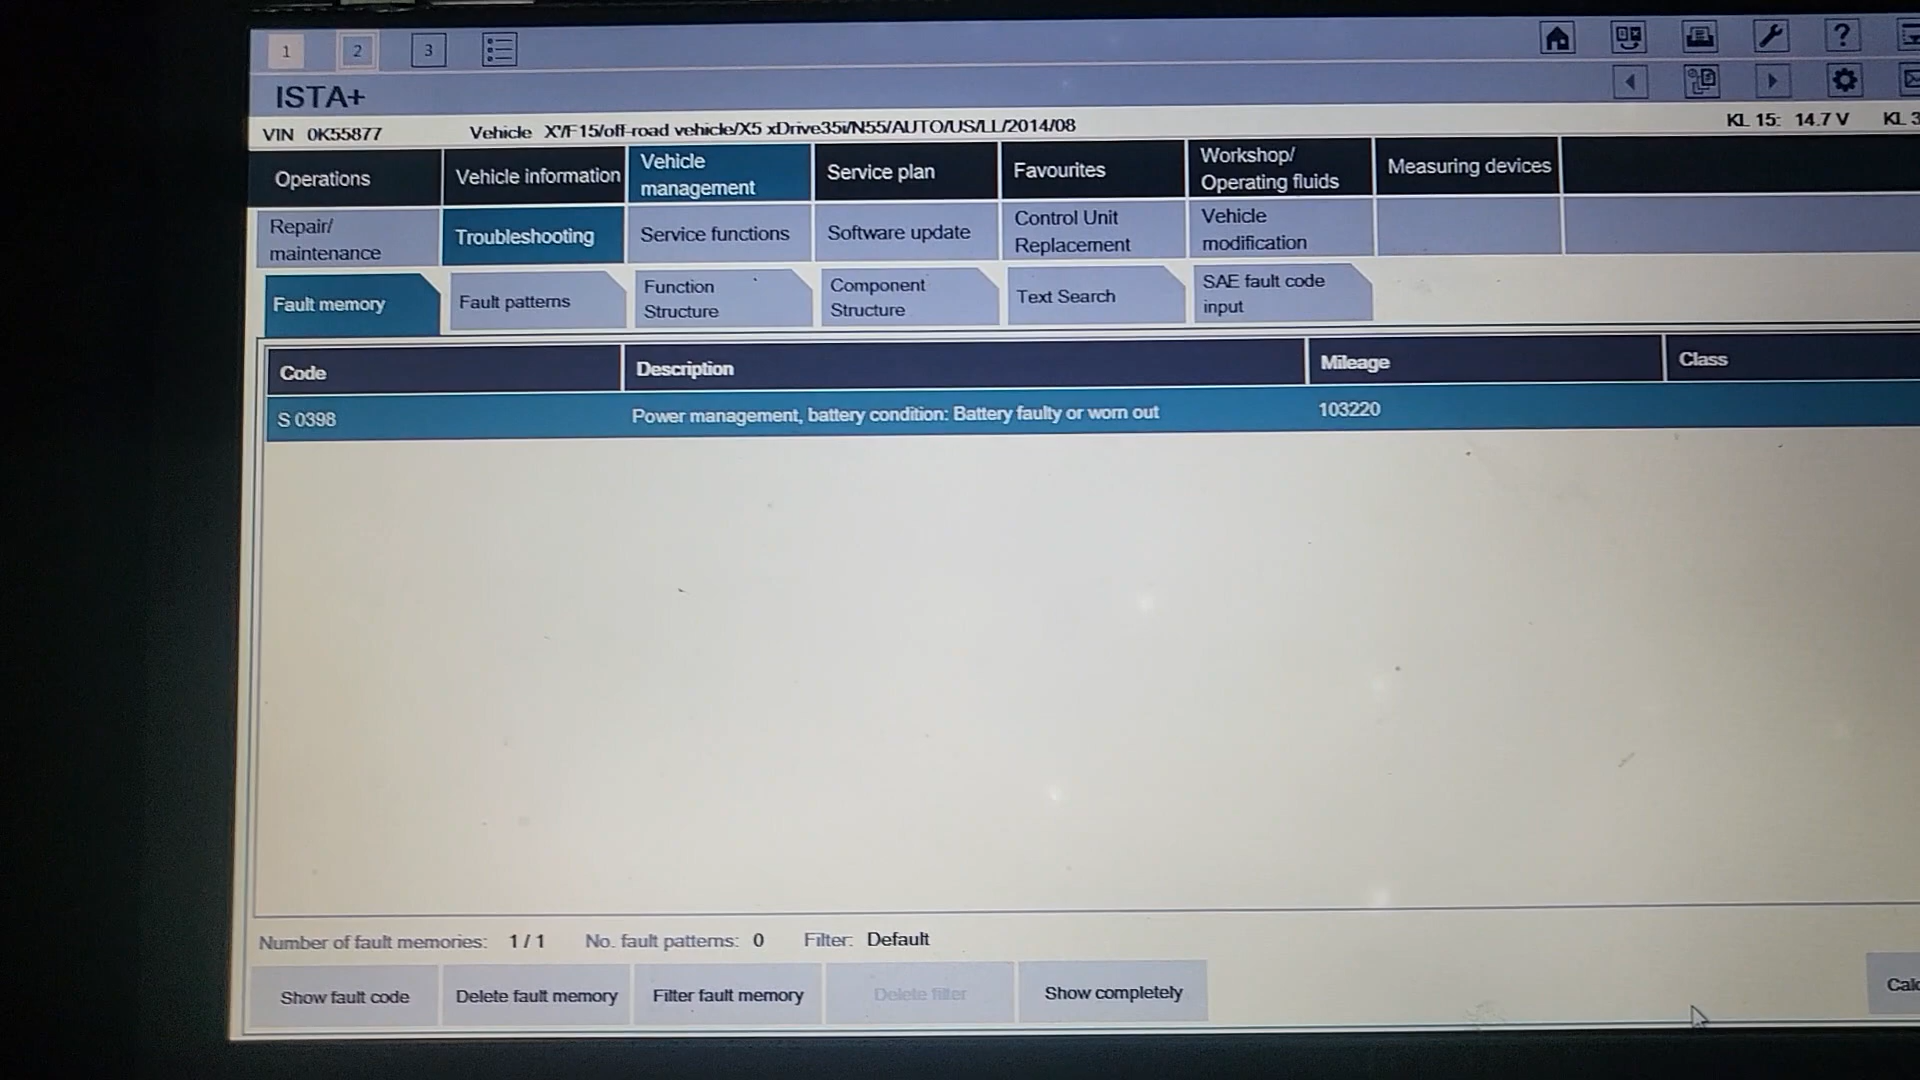 1 2 3
ISTA+
VIN 0K55877 Vehicle X'/F15/off-road vehicle/X5 xDrive35i/N55/AUTO/US/LL/2014/08 KL 15: 14.7 V KL 3
Operations Vehicle information Vehicle management Service plan Favourites Workshop/ Operating fluids Measuring devices
Repair/ maintenance Troubleshooting Service functions Software update Control Unit Replacement Vehicle modification
Fault memory Fault patterns Function Structure Component Structure Text Search SAE fault code input
Code Description Mileage Class
S 0398 Power management, battery condition: Battery faulty or worn out 103220
Number of fault memories: 1 / 1 No. fault patterns: 0 Filter: Default
Show fault code Delete fault memory Filter fault memory Delete filter Show completely